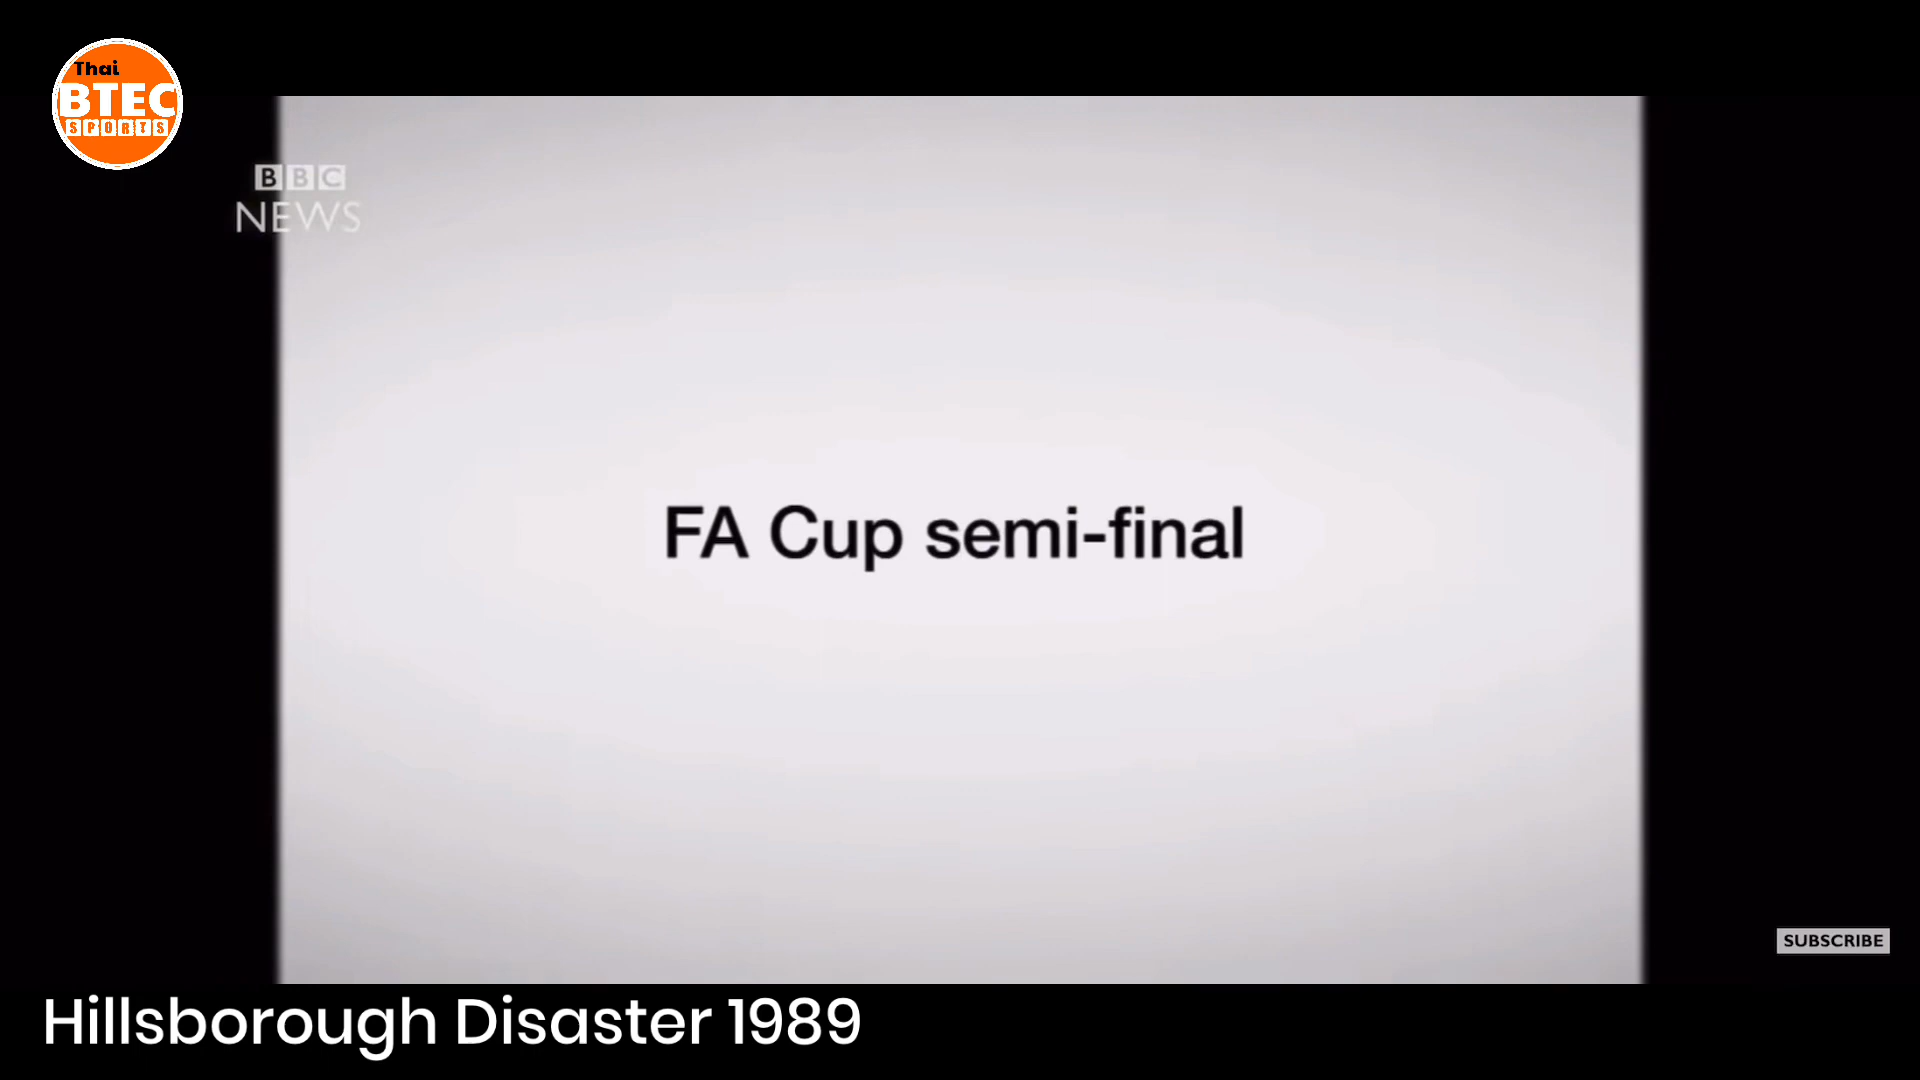 Thai
BTEC
SPORTS
BBC
NEWS
FA Cup semi-final
SUBSCRIBE
Hillsborough Disaster 1989